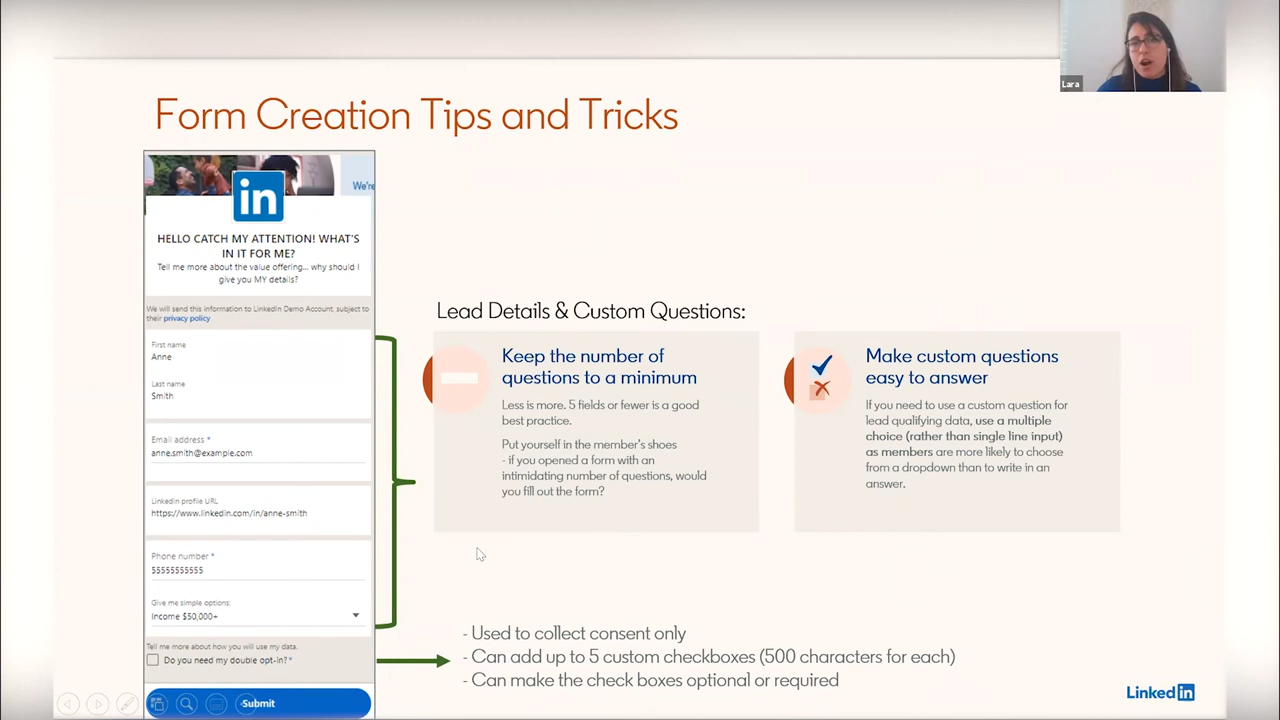 Lara
Form Creation Tips and Tricks
We're
in
HELLO CATCH MY ATTENTION! WHAT'S
IN IT FOR ME?
Tell me more about the value offering... why should I
give you MY details?
We will send this information to LinkedIn Demo Account, subject to
their privacy policy
First name
Anne
Last name
Smith
Email address *
anne.smith@example.com
Linkedin profile URL
https://www.linkedin.com/in/anne-smith
Phone number *
55555555555
Give me simple options:
Income $50,000+
Tell me more about how you will use my data.
Do you need my double opt-in?*
Submit
Lead Details & Custom Questions:
Keep the number of
questions to a minimum
Less is more. 5 fields or fewer is a good
best practice.
Put yourself in the member's shoes
- if you opened a form with an
intimidating number of questions, would
you fill out the form?
Make custom questions
easy to answer
If you need to use a custom question for
lead qualifying data, use a multiple
choice (rather than single line input)
as members are more likely to choose
from a dropdown than to write in an
answer.
- Used to collect consent only
- Can add up to 5 custom checkboxes (500 characters for each)
- Can make the check boxes optional or required
Linked in